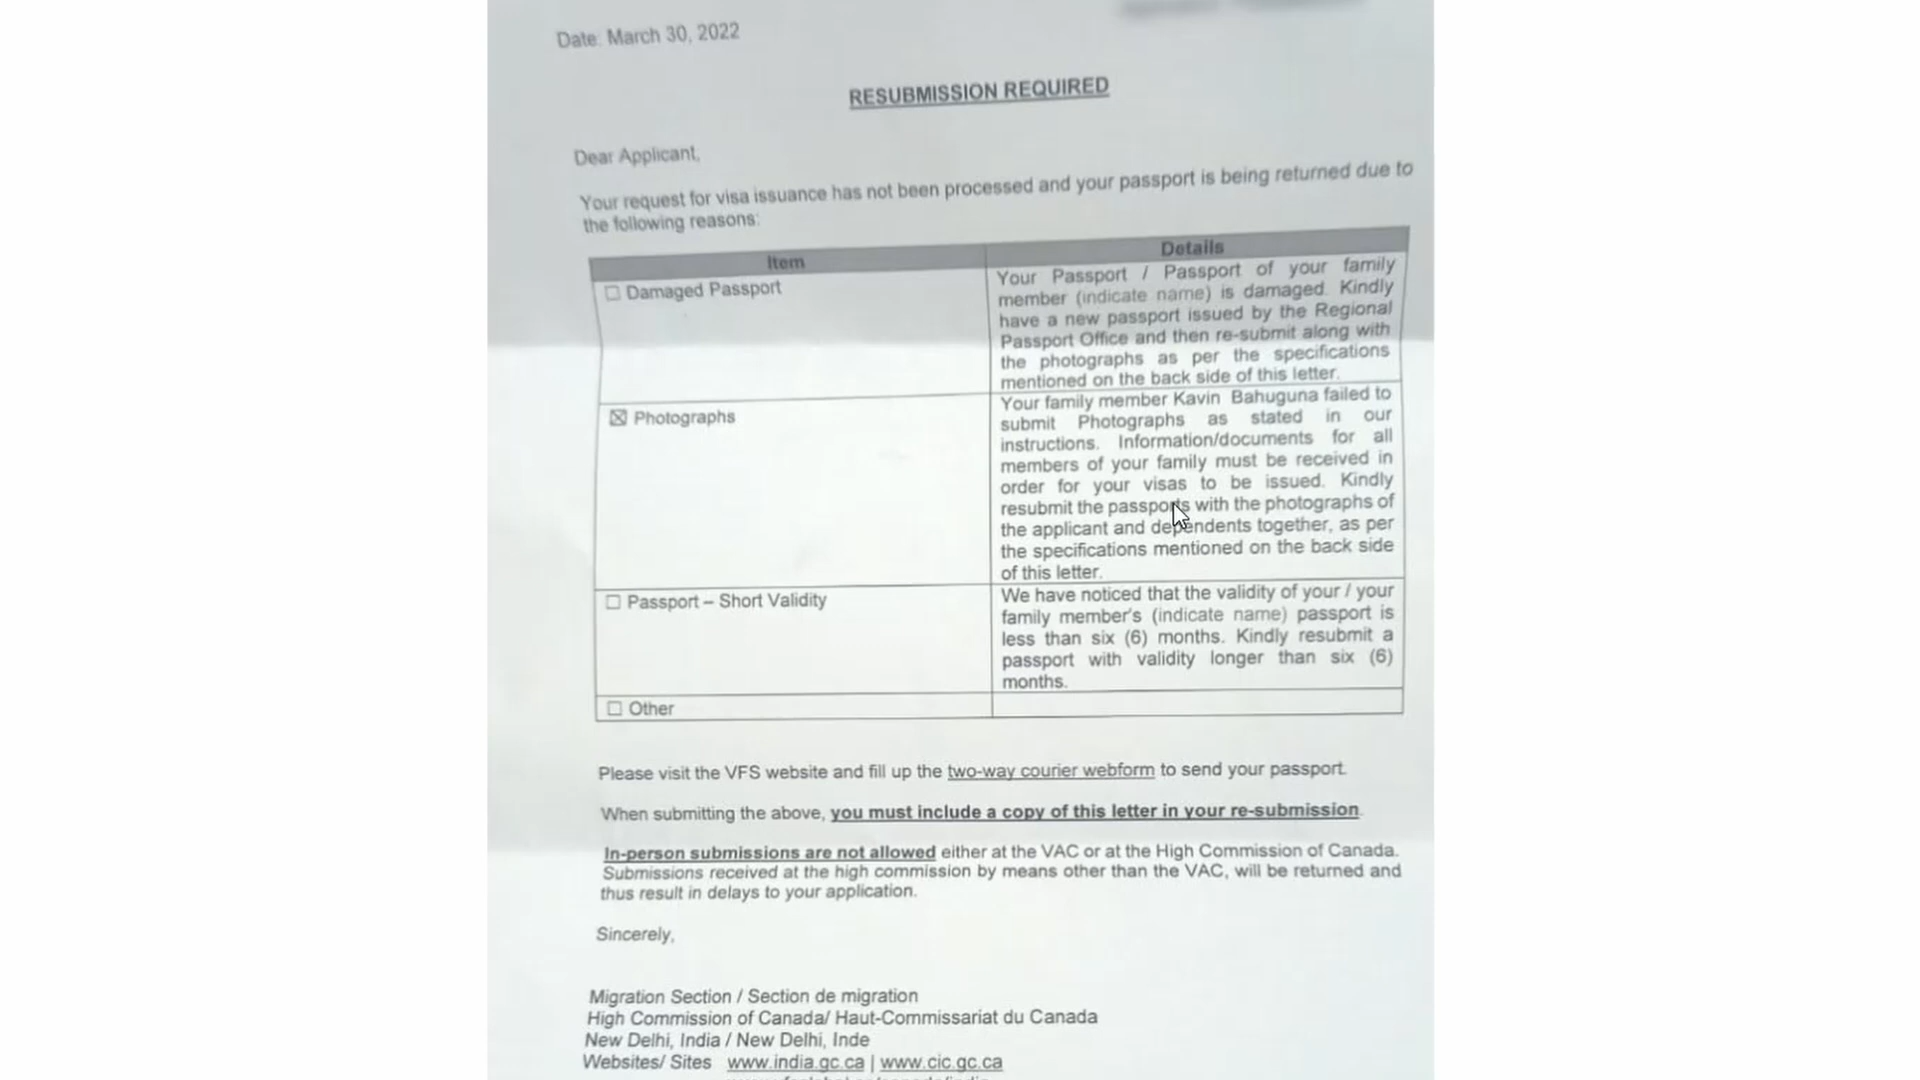 Date: March 30, 2022
RESUBMISSION REQUIRED
Dear Applicant,
Your request for visa issuance has not been processed and your passport is being returned due to
the following reasons:
Item
Details
☐ Damaged Passport
Your Passport / Passport of your family
member (indicate name) is damaged. Kindly
have a new passport issued by the Regional
Passport Office and then re-submit along with
the photographs as per the specifications
mentioned on the back side of this letter.
☒ Photographs
Your family member Kavin Bahuguna failed to
submit Photographs as stated in our
instructions. Information/documents for all
members of your family must be received in
order for your visas to be issued. Kindly
resubmit the passports with the photographs of
the applicant and dependents together, as per
the specifications mentioned on the back side
of this letter.
☐ Passport – Short Validity
We have noticed that the validity of your / your
family member's (indicate name) passport is
less than six (6) months. Kindly resubmit a
passport with validity longer than six (6)
months.
☐ Other
Please visit the VFS website and fill up the two-way courier webform to send your passport.
When submitting the above, you must include a copy of this letter in your re-submission.
In-person submissions are not allowed either at the VAC or at the High Commission of Canada.
Submissions received at the high commission by means other than the VAC, will be returned and
thus result in delays to your application.
Sincerely,
Migration Section / Section de migration
High Commission of Canada/ Haut-Commissariat du Canada
New Delhi, India / New Delhi, Inde
Websites/ Sites www.india.gc.ca | www.cic.gc.ca